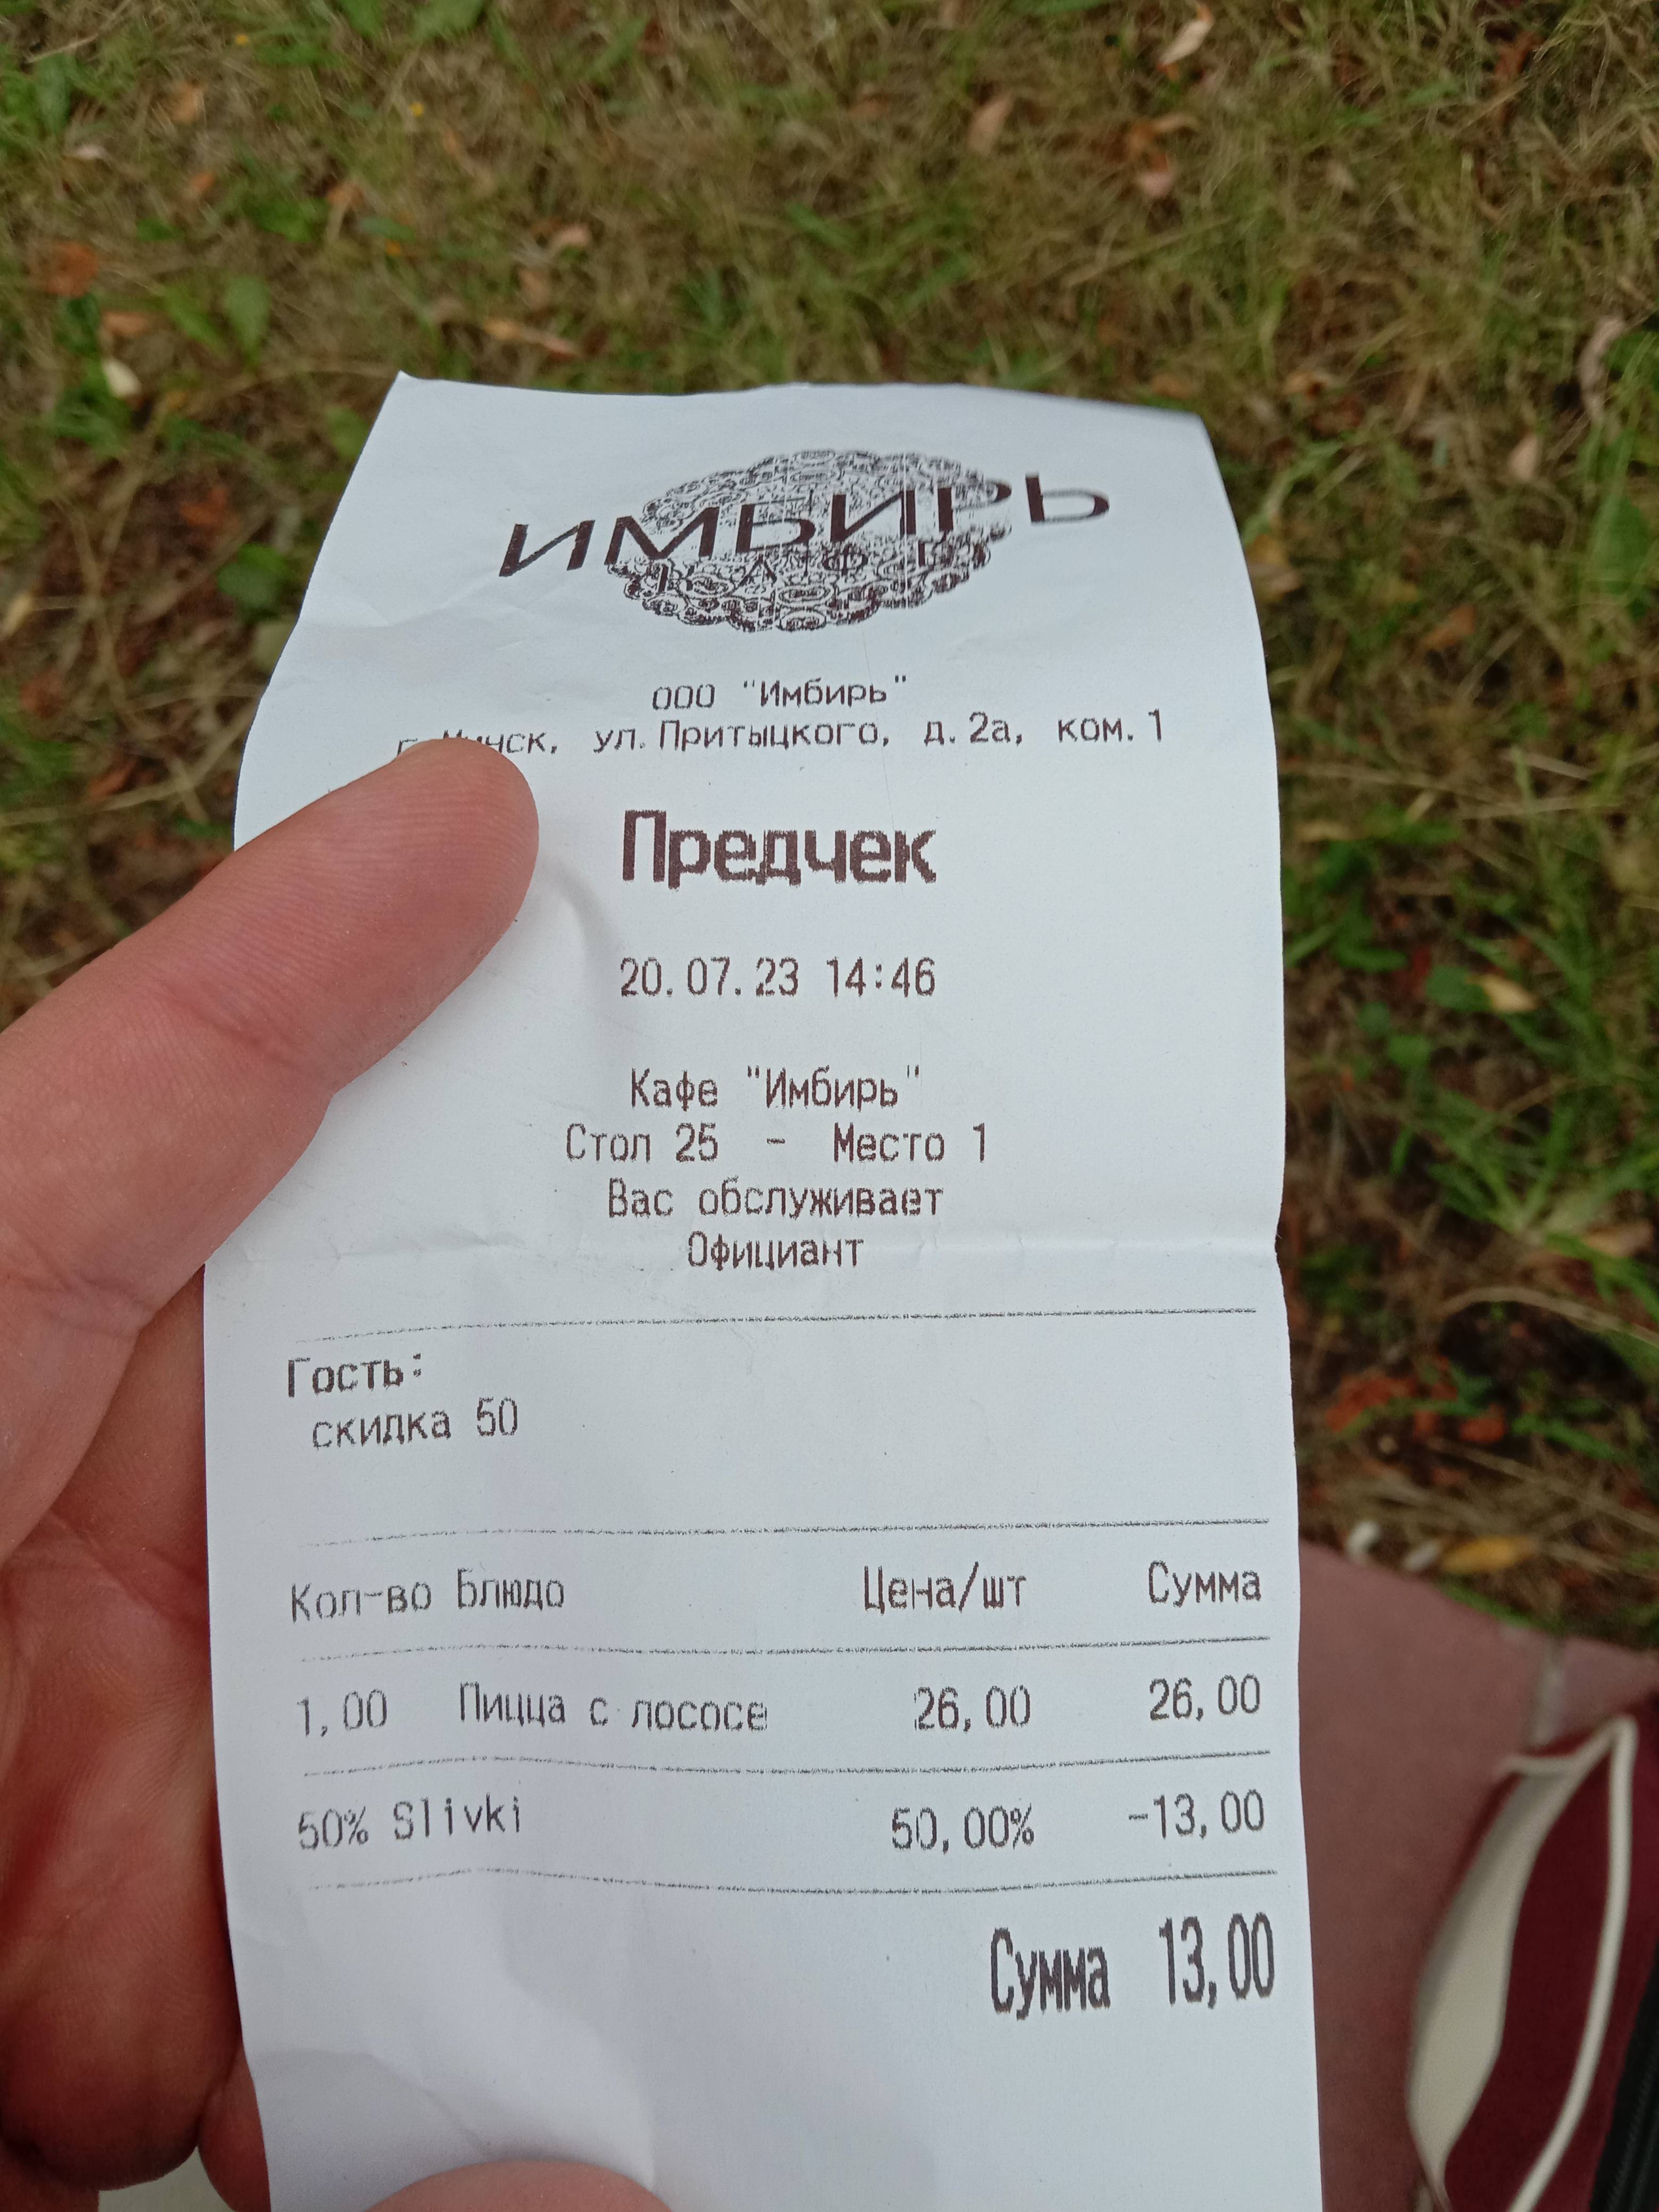 ИМБИРЬ
КАФЕ
ООО "Имбирь"
г. Минск, ул. Притыцкого, д. 2а, ком. 1
Предчек
20.07.23 14:46
Кафе "Имбирь"
Стол 25 - Место 1
Вас обслуживает
Официант
Гость:
скидка 50
Кол-во Блюдо Цена/шт Сумма
1,00 Пицца с лососе 26,00 26,00
50% Slivki 50,00% -13,00
Сумма 13,00